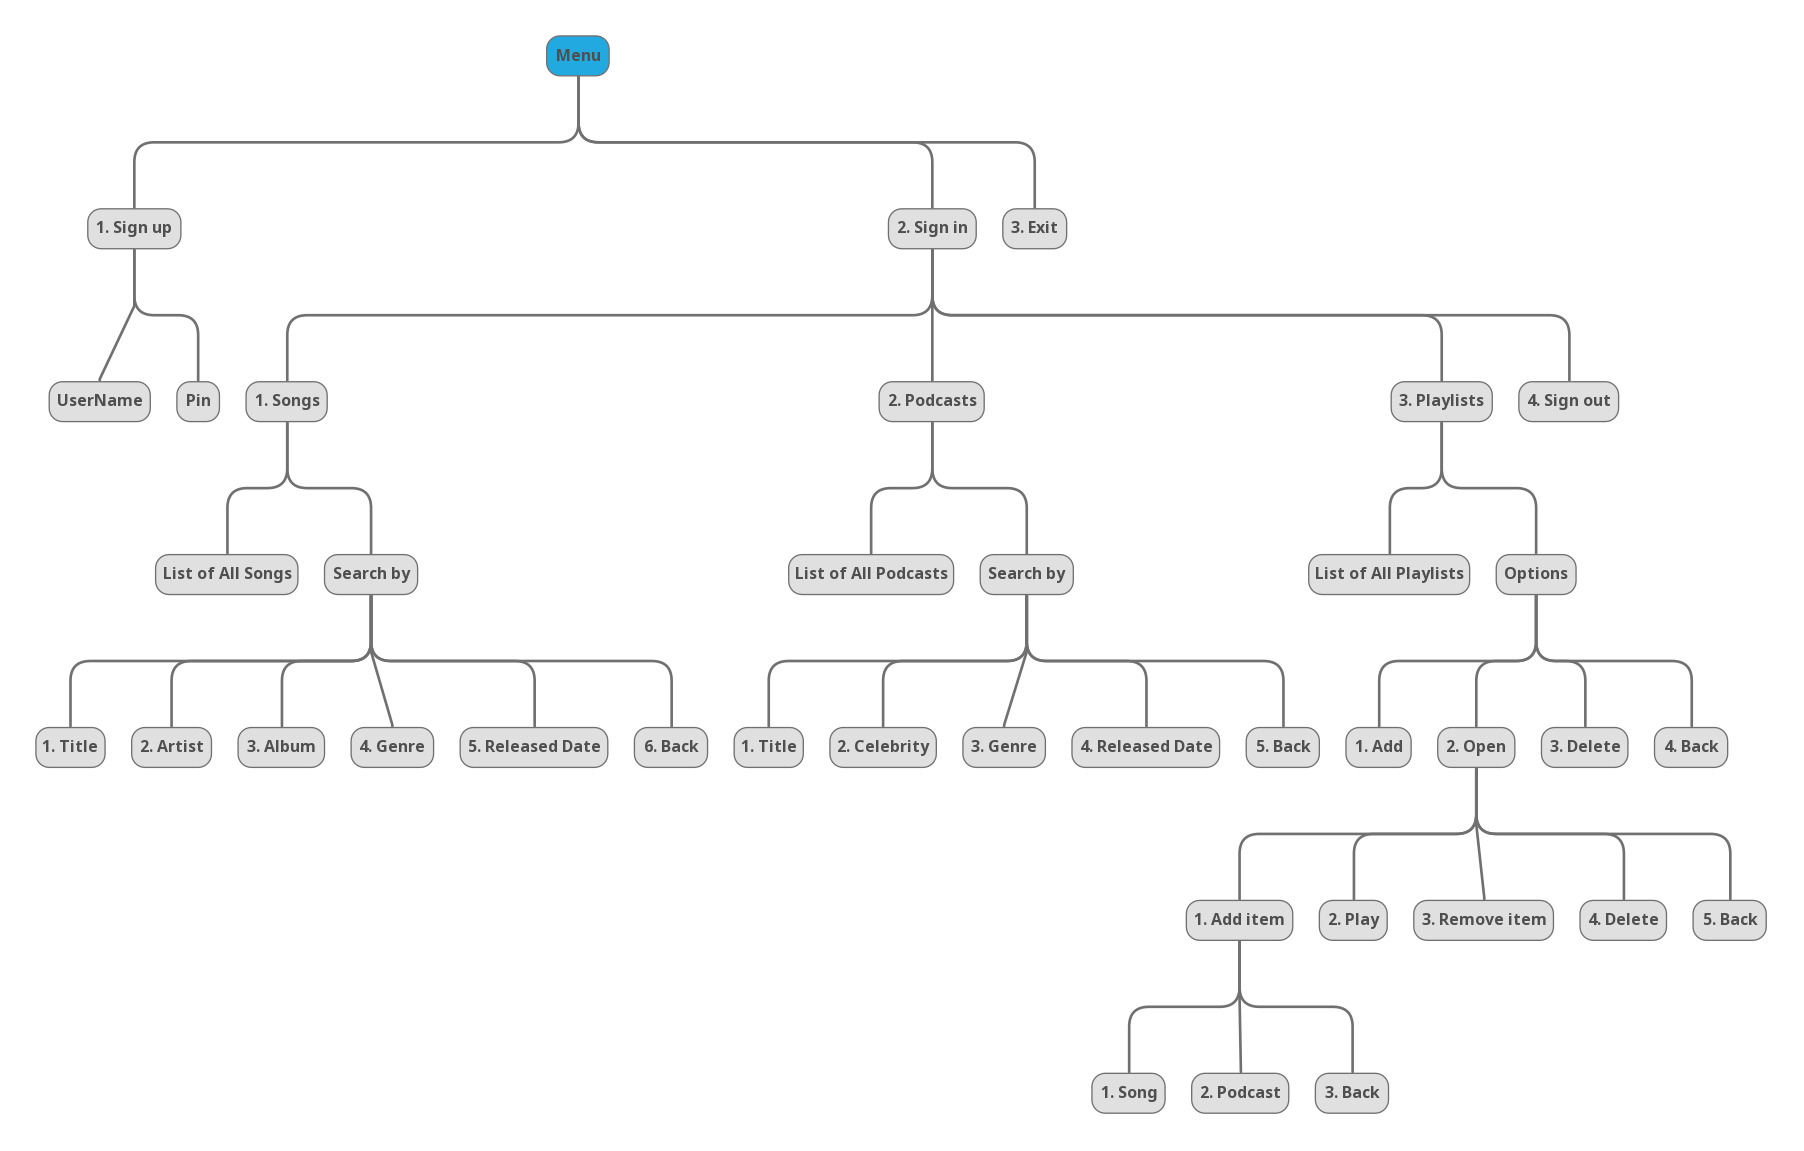 Menu
1. Sign up
2. Sign in
3. Exit
UserName
Pin
1. Songs
2. Podcasts
3. Playlists
4. Sign out
List of All Songs
Search by
List of All Podcasts
Search by
List of All Playlists
Options
1. Title
2. Artist
3. Album
4. Genre
5. Released Date
6. Back
1. Title
2. Celebrity
3. Genre
4. Released Date
5. Back
1. Add
2. Open
3. Delete
4. Back
1. Add item
2. Play
3. Remove item
4. Delete
5. Back
1. Song
2. Podcast
3. Back